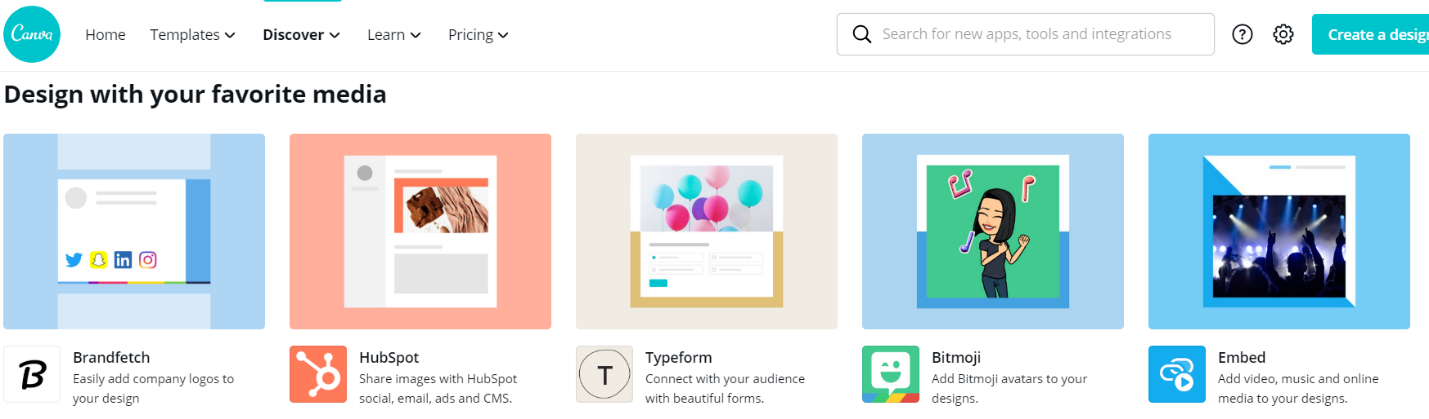 Canva
Home Templates Discover Learn Pricing
Search for new apps, tools and integrations
Create a design
Design with your favorite media
Brandfetch
Easily add company logos to
your design
HubSpot
Share images with HubSpot
social, email, ads and CMS.
T
Typeform
Connect with your audience
with beautiful forms.
Bitmoji
Add Bitmoji avatars to your
designs.
Embed
Add video, music and online
media to your designs.